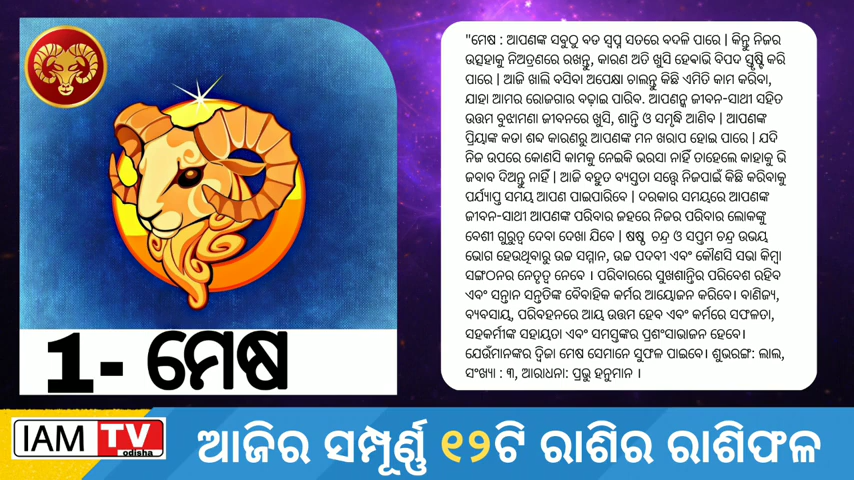 "ମେଷ : ଆପଣଙ୍କ ସବୁଠୁ ବଡ ସ୍ୱପ୍ନ ସତରେ ବଦଳି ପାରେ | କିନ୍ତୁ ନିଜର
ଉତ୍ସହାକୁ ନିଅତ୍ରଣରେ ରଖନ୍ତୁ, କାରଣ ଅତି ଖୁସି ହେବାଭି ବିପଦ ସୃଷ୍ଟି କରି
ପାରେ | ଆଜି ଖାଲି ବସିବା ଅପେକ୍ଷା ଚାଲନ୍ତୁ କିଛି ଏମିତି କାମ କରିବା,
ଯାହା ଆମର ରୋଜଗାର ବଢ଼ାଇ ପାରିବ. ଆପଣନ୍କ ଜୀବନ-ସାଥୀ ସହିତ
ଉତ୍ତମ ବୁଝାମଣା ଜୀବନରେ ଖୁସି, ଶାନ୍ତି ଓ ସମୃଦ୍ଧି ଆଣିବ | ଆପଣଙ୍କ
ପ୍ରିୟାଙ୍କ କଡା ଶବ୍ଦ କାରଣରୁ ଆପଣଙ୍କ ମନ ଖରାପ ହୋଇ ପାରେ | ଯଦି
ନିଜ ଉପରେ କୋଣସି କାମକୁ ନେଇକି ଭରସା ନାହିଁ ତାହେଲେ କାହାକୁ ଭି
ଜବାବ ଦିଅନ୍ତୁ ନାହିଁ | ଆଜି ବହୁତ ବ୍ୟସ୍ତତା ସତ୍ତ୍ୱେ ନିଜପାଇଁ କିଛି କରିବାକୁ
ପର୍ଯ୍ୟାପ୍ତ ସମୟ ଆପଣ ପାଇପାରିବେ | ଦରକାର ସମୟରେ ଆପଣଙ୍କ
ଜୀବନ-ସାଥୀ ଆପଣଙ୍କ ପରିବାର ଜହରେ ନିଜର ପରିବାର ଲୋକଙ୍କୁ
ବେଶୀ ଗୁରୁତ୍ୱ ଦେବା ଦେଖା ଯିବେ | ଷଷ୍ଠ ଚନ୍ଦ୍ର ଓ ସପ୍ତମ ଚନ୍ଦ୍ର ଉଭୟ
ଭୋଗ ହେଉଥିବାରୁ ଉଚ୍ଚ ସମ୍ମାନ, ଉଚ୍ଚ ପଦବୀ ଏବଂ କୌଣସି ସଭା କିମ୍ବା
ସଙ୍ଗଠନର ନେତୃତ୍ୱ ନେବେ । ପରିବାରରେ ସୁଖଶାନ୍ତିର ପରିବେଶ ରହିବ
ଏବଂ ସନ୍ତାନ ସନ୍ତତିଙ୍କ ବୈବାହିକ କର୍ମର ଆୟୋଜନ କରିବେ। ବାଣିଜ୍ୟ,
ବ୍ୟବସାୟ, ପରିବହନରେ ଆୟ ଉତ୍ତମ ହେବ ଏବଂ କର୍ମରେ ସଫଳତା,
ସହକର୍ମୀଙ୍କ ସହାୟତା ଏବଂ ସମସ୍ତଙ୍କର ପ୍ରଶଂସାଭାଜନ ହେବେ।
ଯେଉଁମାନଙ୍କର ଦ୍ୱିଜା ମେଷ ସେମାନେ ସୁଫଳ ପାଇବେ। ଶୁଭରଙ୍ଗ: ଲାଲ,
ସଂଖ୍ୟା : ୩, ଆରାଧନା: ପ୍ରଭୁ ହନୁମାନ ।
1- ମେଷ
IAM TV
odisha
ଆଜିର ସମ୍ପୂର୍ଣ୍ଣ ୧୨ଟି ରାଶିର ରାଶିଫଳ